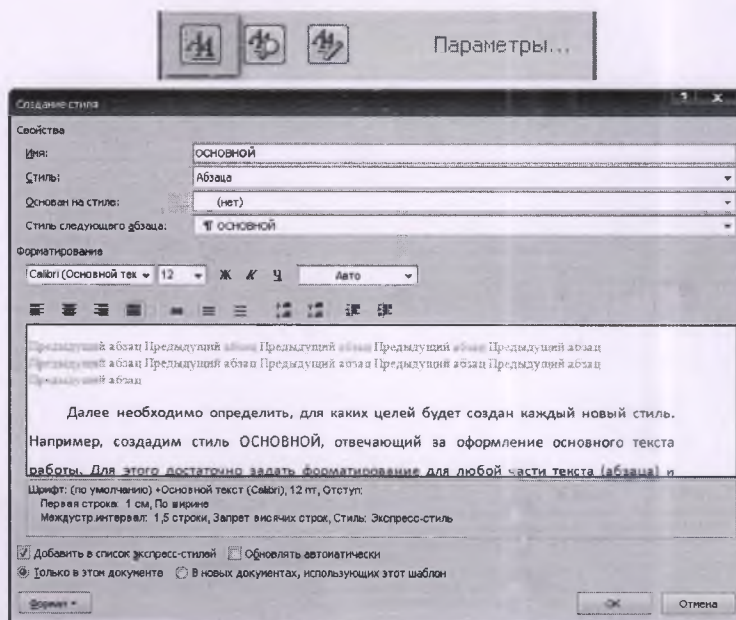 Параметры...
Создание стиля
Свойства
Имя: ОСНОВНОЙ
Стиль: Абзаца
Основан на стиле: (нет)
Стиль следующего абзаца: ¶ ОСНОВНОЙ
Форматирование
Calibri (Основной тек 12 Ж К Ч Авто
Предыдущий абзац Предыдущий абзац Предыдущий абзац Предыдущий абзац Предыдущий абзац
Предыдущий абзац Предыдущий абзац Предыдущий абзац Предыдущий абзац Предыдущий абзац
Предыдущий абзац
Далее необходимо определить, для каких целей будет создан каждый новый стиль.
Например, создадим стиль ОСНОВНОЙ, отвечающий за оформление основного текста
работы. Для этого достаточно задать форматирование для любой части текста (абзаца) и
Шрифт: (по умолчанию) +Основной текст (Calibri), 12 пт, Отступ:
Первая строка: 1 см, По ширине
Междустр.интервал: 1,5 строки, Запрет висячих строк, Стиль: Экспресс-стиль
Добавить в список экспресс-стилей Обновлять автоматически
Только в этом документе В новых документах, использующих этот шаблон
Формат ОК Отмена